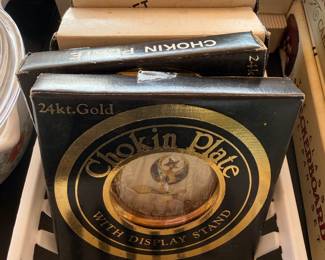 CHOKIN PLATE
24kt. Gold
Chokin Plate
WITH DISPLAY STAND